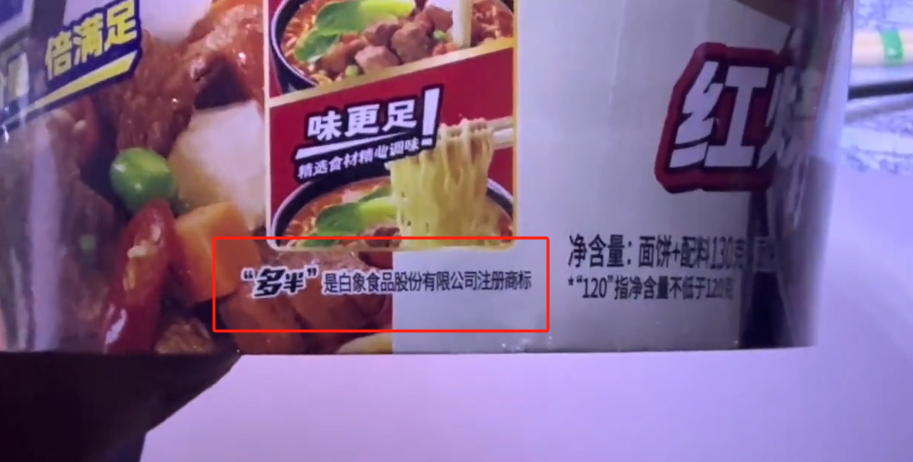 倍满足
味更足!
精选食材精心调味
红烧
"多半"是白象食品股份有限公司注册商标
净含量:面饼+配料130克
*"120"指净含量不低于120克